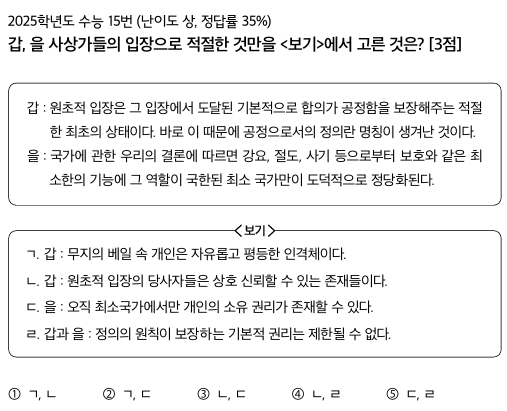 2025학년도 수능 15번 (난이도 상, 정답률 35%)
갑, 을 사상가들의 입장으로 적절한 것만을 <보기>에서 고른 것은? [3점]
갑 : 원초적 입장은 그 입장에서 도달된 기본적으로 합의가 공정함을 보장해주는 적절
한 최초의 상태이다. 바로 이 때문에 공정으로서의 정의란 명칭이 생겨난 것이다.
을 : 국가에 관한 우리의 결론에 따르면 강요, 절도, 사기 등으로부터 보호와 같은 최
소한의 기능에 그 역할이 국한된 최소 국가만이 도덕적으로 정당화된다.
<보기>
ㄱ. 갑 : 무지의 베일 속 개인은 자유롭고 평등한 인격체이다.
ㄴ. 갑 : 원초적 입장의 당사자들은 상호 신뢰할 수 있는 존재들이다.
ㄷ. 을 : 오직 최소국가에서만 개인의 소유 권리가 존재할 수 있다.
ㄹ. 갑과 을 : 정의의 원칙이 보장하는 기본적 권리는 제한될 수 없다.
① ㄱ, ㄴ ② ㄱ, ㄷ ③ ㄴ, ㄷ ④ ㄴ, ㄹ ⑤ ㄷ, ㄹ